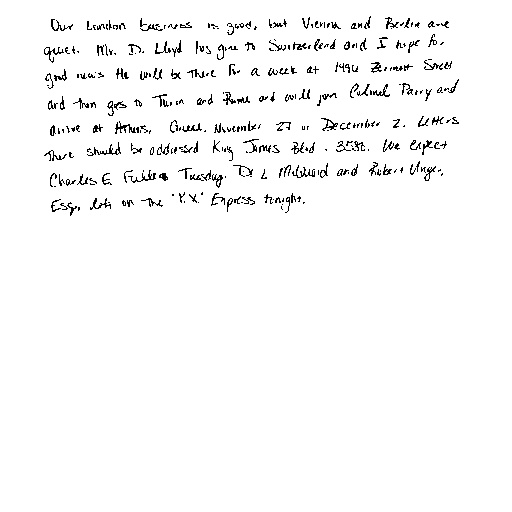 Our London business is good, but Vienna and Berlin are
quiet. Mr. D. Lloyd has gone to Switzerland and I hope for
good news. He will be there for a week at 1496 Zermott Street
and then goes to Turin and Rome and will join Colonel Parry and
arrive at Athens, Greece, November 27 or December 2. Letters
there should be addressed King James Blvd. 3538. We expect
Charles E. Fuller Tuesday. Dr. L. McQuaid and Robert Unger,
Esq., left on the "Y.X." Express tonight.